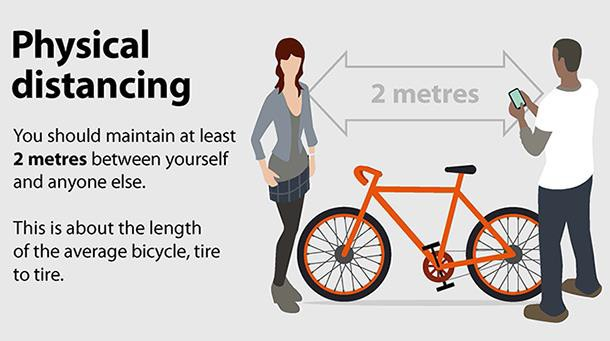 Physical
distancing
You should maintain at least
2 metres between yourself
and anyone else.
This is about the length
of the average bicycle, tire
to tire.
2 metres